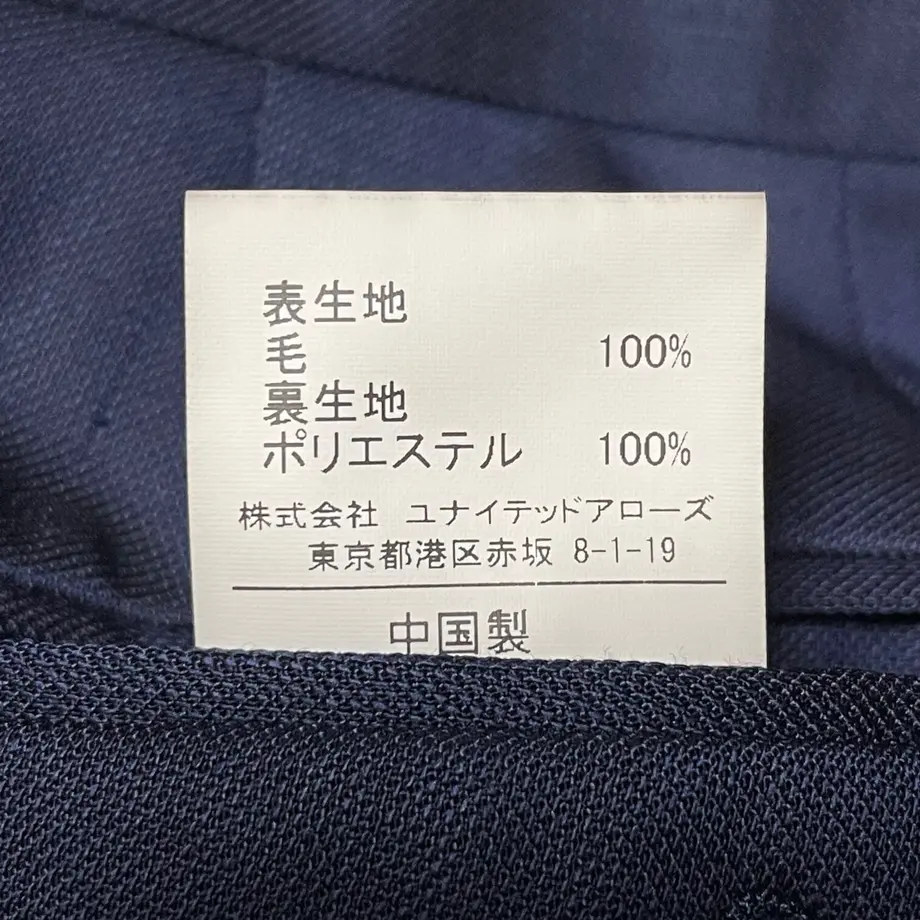 表生地
毛 100%
裏生地
ポリエステル 100%
株式会社 ユナイテッドアローズ
東京都港区赤坂 8-1-19
中国製